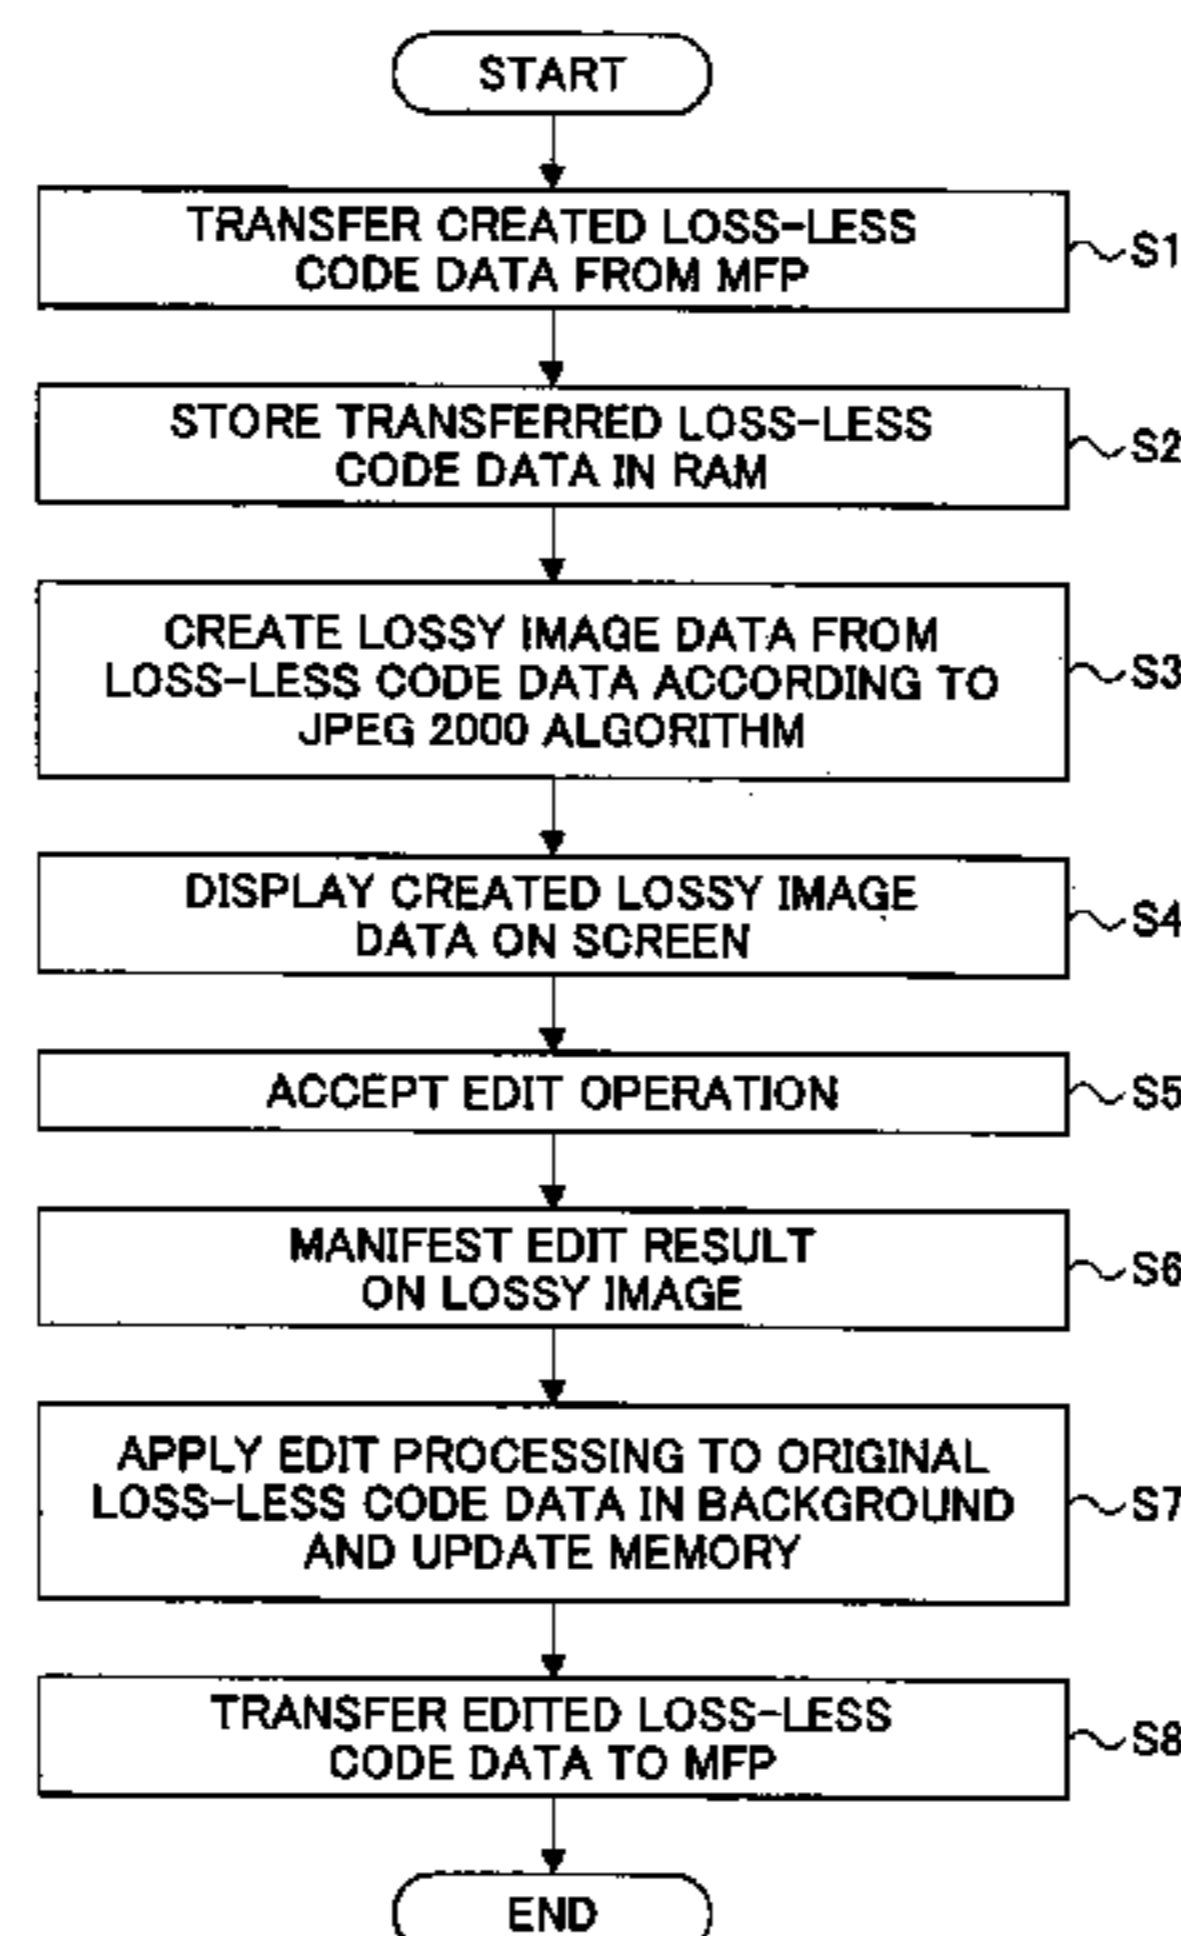 START
TRANSFER CREATED LOSS-LESS
CODE DATA FROM MFP
S1
STORE TRANSFERRED LOSS-LESS
CODE DATA IN RAM
S2
CREATE LOSSY IMAGE DATA FROM
LOSS-LESS CODE DATA ACCORDING TO
JPEG 2000 ALGORITHM
S3
DISPLAY CREATED LOSSY IMAGE
DATA ON SCREEN
S4
ACCEPT EDIT OPERATION
S5
MANIFEST EDIT RESULT
ON LOSSY IMAGE
S6
APPLY EDIT PROCESSING TO ORIGINAL
LOSS-LESS CODE DATA IN BACKGROUND
AND UPDATE MEMORY
S7
TRANSFER EDITED LOSS-LESS
CODE DATA TO MFP
S8
END